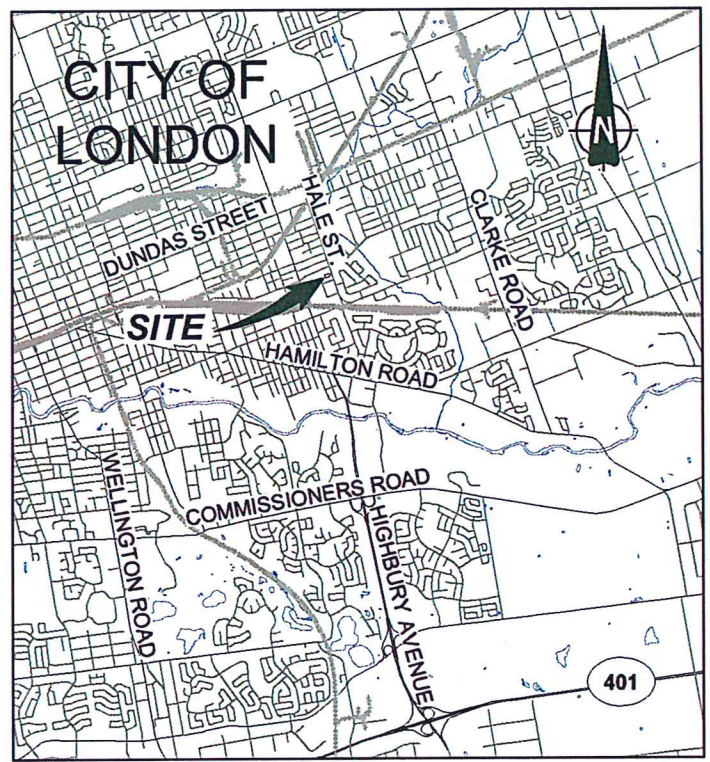 CITY OF
LONDON
N
HALE ST.
CLARKE ROAD
DUNDAS STREET
SITE
HAMILTON ROAD
WELLINGTON ROAD
COMMISSIONERS ROAD
HIGHBURY AVENUE
401